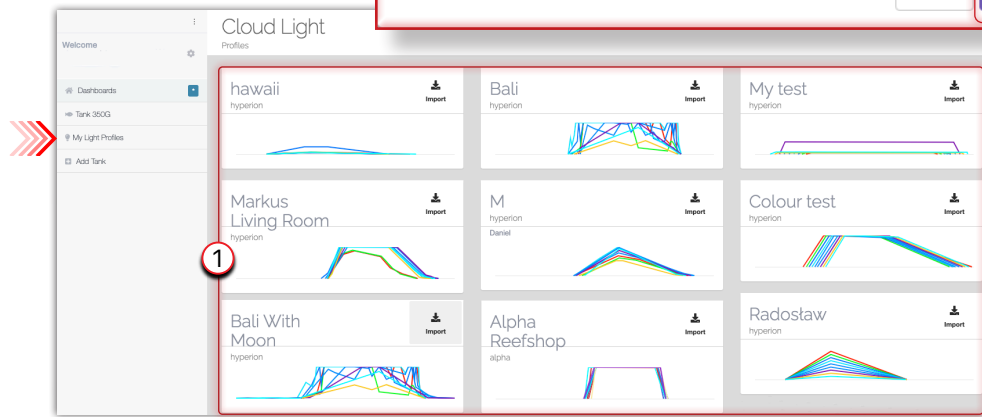 Cloud Light
Profiles
Welcome
Dashboards
Tank 350G
My Light Profiles
Add Tank
1
hawaii
hyperion
Import
Bali
hyperion
Import
My test
hyperion
Import
Markus
Living Room
hyperion
Import
M
hyperion
Daniel
Import
Colour test
hyperion
Import
Bali With
Moon
hyperion
Import
Alpha
Reefshop
alpha
Import
Radosław
hyperion
Import